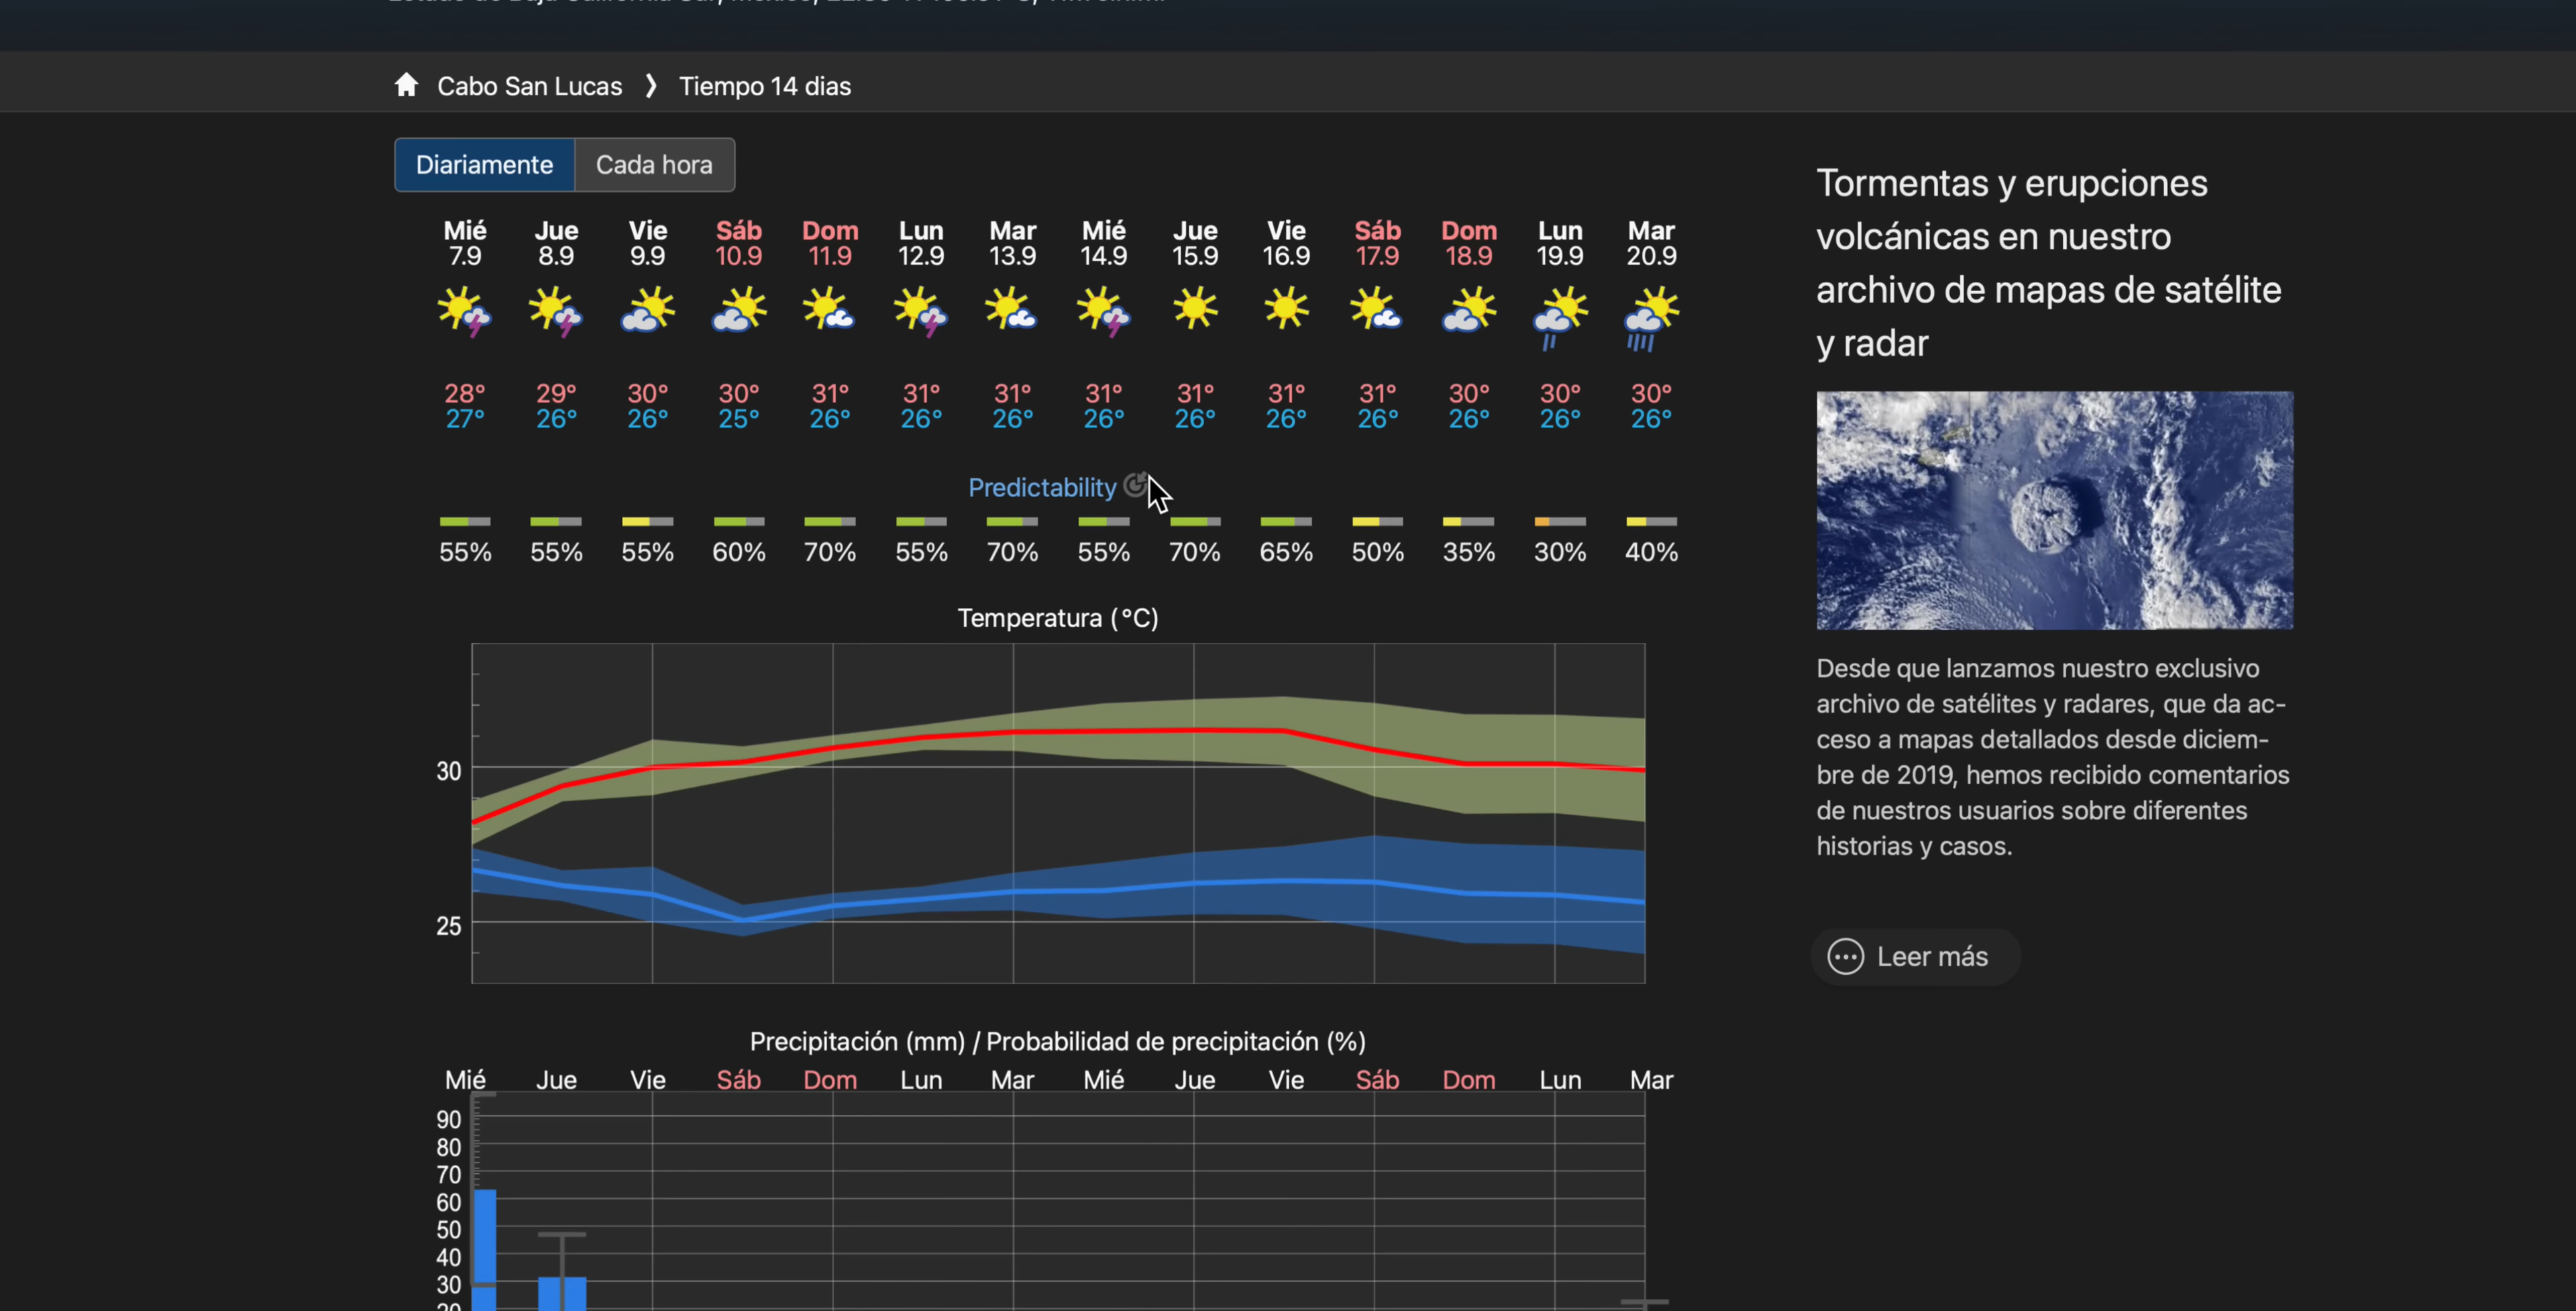 Cabo San Lucas ❯ Tiempo 14 dias
Diariamente Cada hora
Mié Jue Vie Sáb Dom Lun Mar Mié Jue Vie Sáb Dom Lun Mar
7.9 8.9 9.9 10.9 11.9 12.9 13.9 14.9 15.9 16.9 17.9 18.9 19.9 20.9
28° 29° 30° 30° 31° 31° 31° 31° 31° 31° 31° 30° 30° 30°
27° 26° 26° 25° 26° 26° 26° 26° 26° 26° 26° 26° 26° 26°
Predictability
55% 55% 55% 60% 70% 55% 70% 55% 70% 65% 50% 35% 30% 40%
Temperatura (°C)
30
25
Precipitación (mm) / Probabilidad de precipitación (%)
Mié Jue Vie Sáb Dom Lun Mar Mié Jue Vie Sáb Dom Lun Mar
90
80
70
60
50
40
30
Tormentas y erupciones
volcánicas en nuestro
archivo de mapas de satélite
y radar
Desde que lanzamos nuestro exclusivo
archivo de satélites y radares, que da ac-
ceso a mapas detallados desde diciem-
bre de 2019, hemos recibido comentarios
de nuestros usuarios sobre diferentes
historias y casos.
Leer más